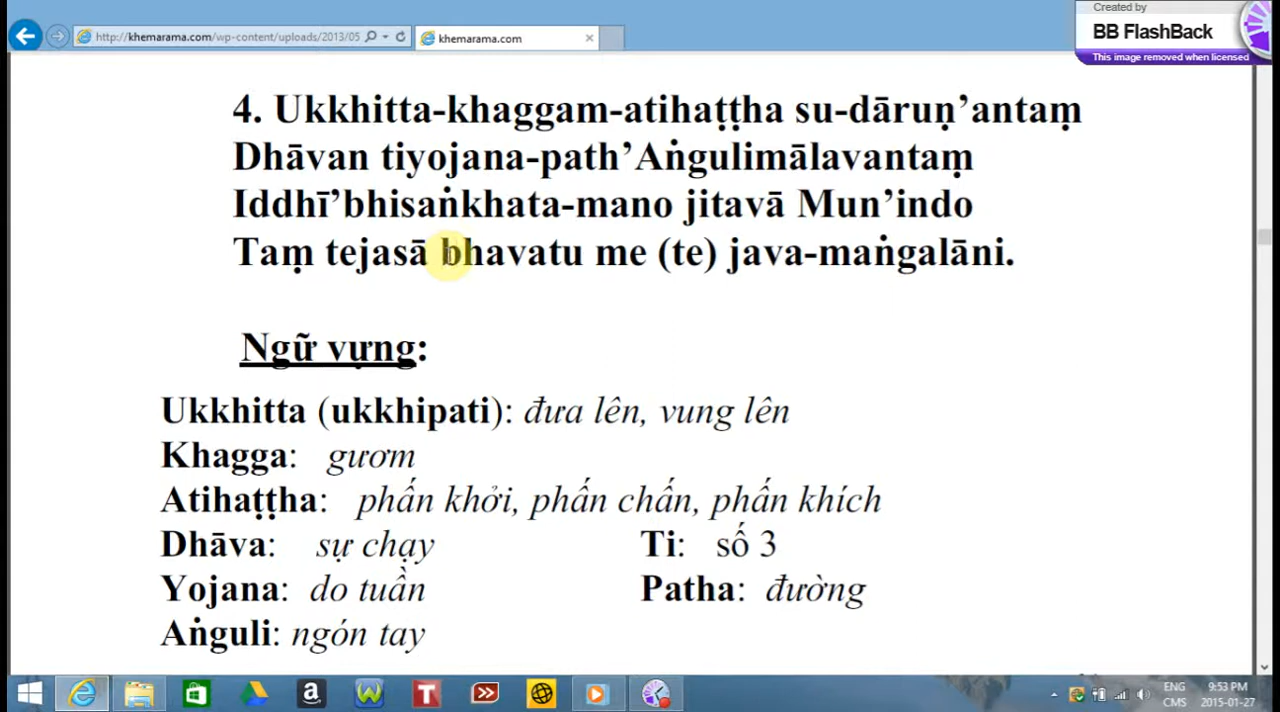 Created by
BB FlashBack
This image removed when licensed
http://khemarama.com/wp-content/uploads/2013/05
khemarama.com
4. Ukkhitta-khaggam-atihaṭṭha su-dāruṇ’antaṃ
Dhāvan tiyojana-path’Aṅgulimālavantaṃ
Iddhī’bhisaṅkhata-mano jitavā Mun’indo
Taṃ tejasā bhavatu me (te) java-maṅgalāni.
Ngữ vựng:
Ukkhitta (ukkhipati): đưa lên, vung lên
Khagga: gươm
Atihaṭṭha: phấn khởi, phấn chấn, phấn khích
Dhāva: sự chạy Ti: số 3
Yojana: do tuần Patha: đường
Aṅguli: ngón tay
ENG 9:53 PM
CMS 2015-01-27